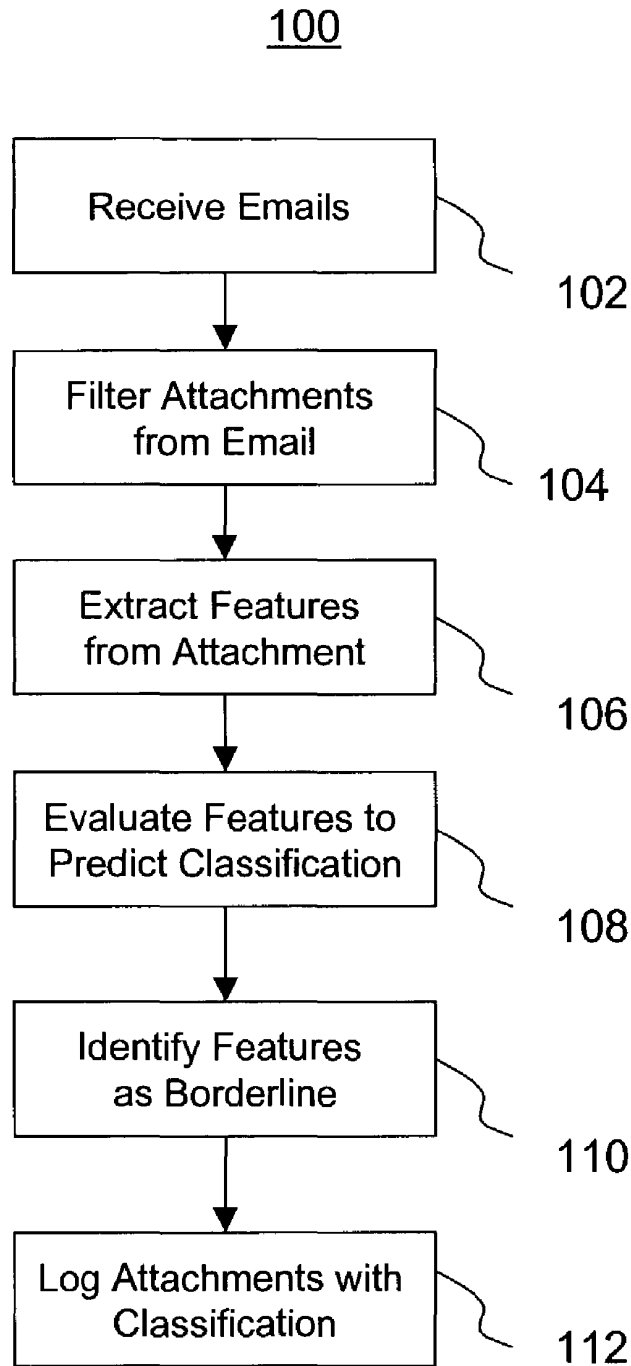 100
Receive Emails
102
Filter Attachments
from Email
104
Extract Features
from Attachment
106
Evaluate Features to
Predict Classification
108
Identify Features
as Borderline
110
Log Attachments with
Classification
112